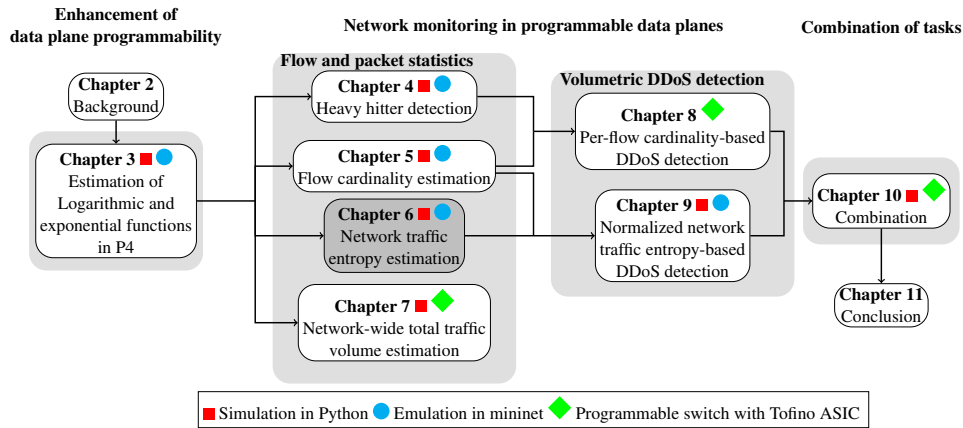 Enhancement of
data plane programmability
Network monitoring in programmable data planes
Combination of tasks
Chapter 2
Background
Chapter 3
Estimation of
Logarithmic and
exponential functions
in P4
Flow and packet statistics
Chapter 4
Heavy hitter detection
Chapter 5
Flow cardinality estimation
Chapter 6
Network traffic
entropy estimation
Chapter 7
Network-wide total traffic
volume estimation
Volumetric DDoS detection
Chapter 8
Per-flow cardinality-based
DDoS detection
Chapter 9
Normalized network
traffic entropy-based
DDoS detection
Chapter 10
Combination
Chapter 11
Conclusion
Simulation in Python Emulation in mininet Programmable switch with Tofino ASIC